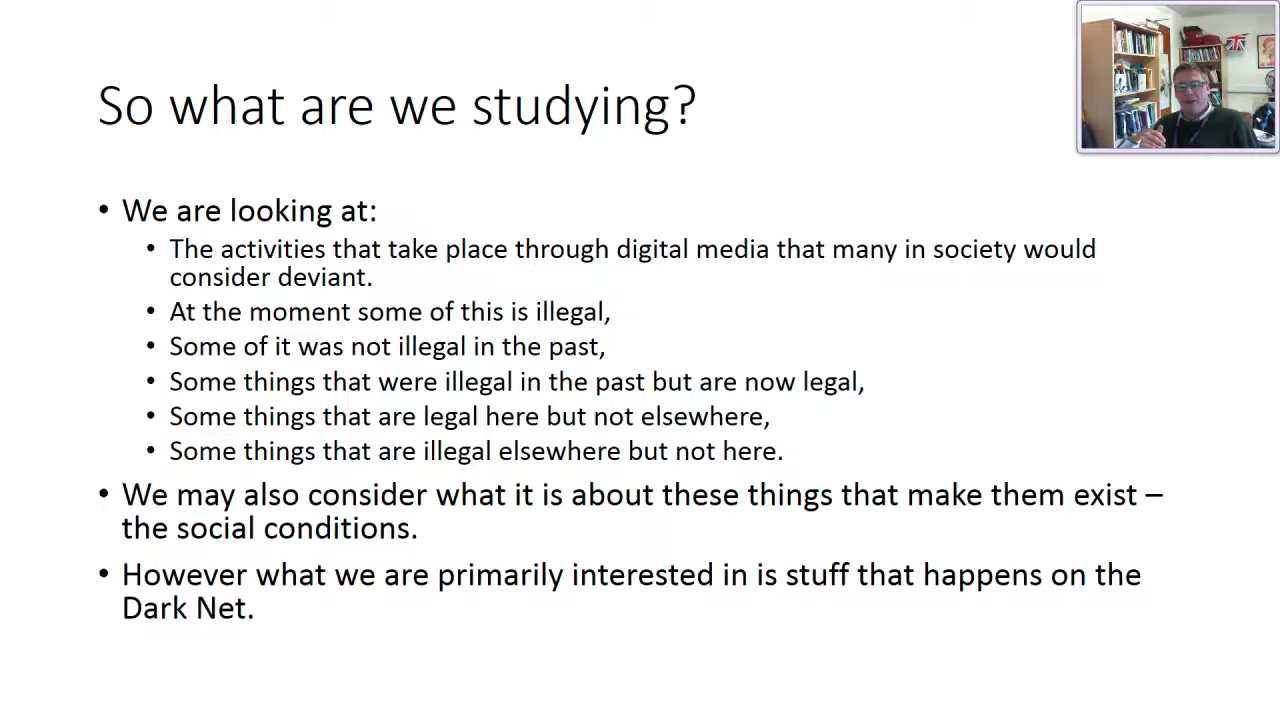 So what are we studying?
• We are looking at:
• The activities that take place through digital media that many in society would
consider deviant.
• At the moment some of this is illegal,
• Some of it was not illegal in the past,
• Some things that were illegal in the past but are now legal,
• Some things that are legal here but not elsewhere,
• Some things that are illegal elsewhere but not here.
• We may also consider what it is about these things that make them exist –
the social conditions.
• However what we are primarily interested in is stuff that happens on the
Dark Net.